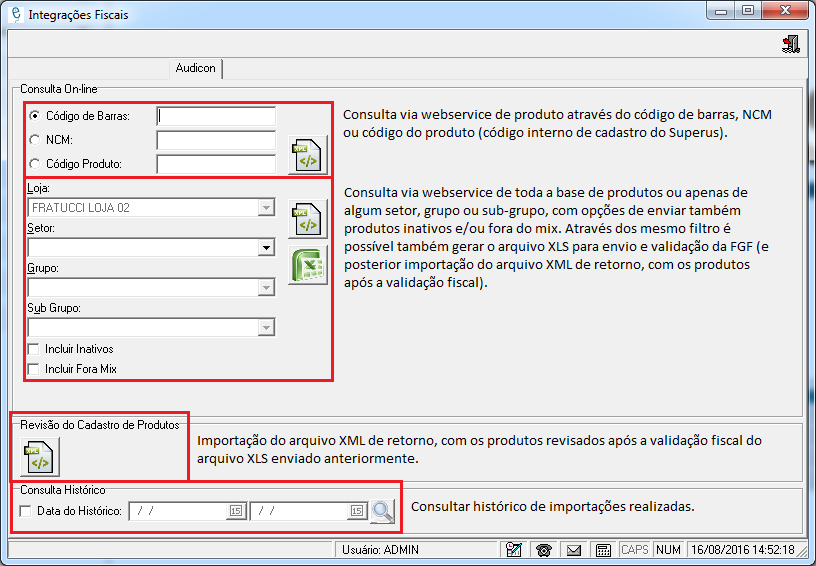 Integrações Fiscais
Audicon
Consulta On-line
Código de Barras:
NCM:
Código Produto:
Consulta via webservice de produto através do código de barras, NCM
ou código do produto (código interno de cadastro do Superus).
Loja:
FRATUCCI LOJA 02
Setor:
Grupo:
Sub Grupo:
Incluir Inativos
Incluir Fora Mix
Consulta via webservice de toda a base de produtos ou apenas de
algum setor, grupo ou sub-grupo, com opções de enviar também
produtos inativos e/ou fora do mix. Através dos mesmo filtro é
possível também gerar o arquivo XLS para envio e validação da FGF (e
posterior importação do arquivo XML de retorno, com os produtos
após a validação fiscal).
Revisão do Cadastro de Produtos
Importação do arquivo XML de retorno, com os produtos revisados após a validação fiscal do
arquivo XLS enviado anteriormente.
Consulta Histórico
Data do Histórico: / / 15 / / 15
Consultar histórico de importações realizadas.
Usuário: ADMIN CAPS NUM 16/08/2016 14:52:18